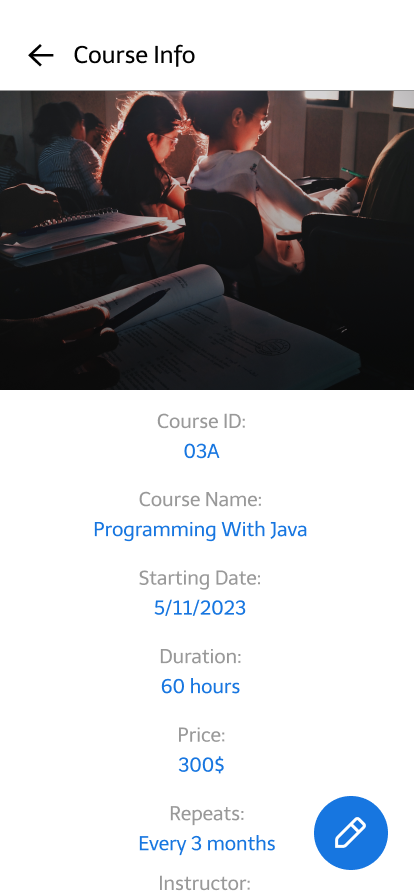 Course Info
Course ID:
03A
Course Name:
Programming With Java
Starting Date:
5/11/2023
Duration:
60 hours
Price:
300$
Repeats:
Every 3 months
Instructor: